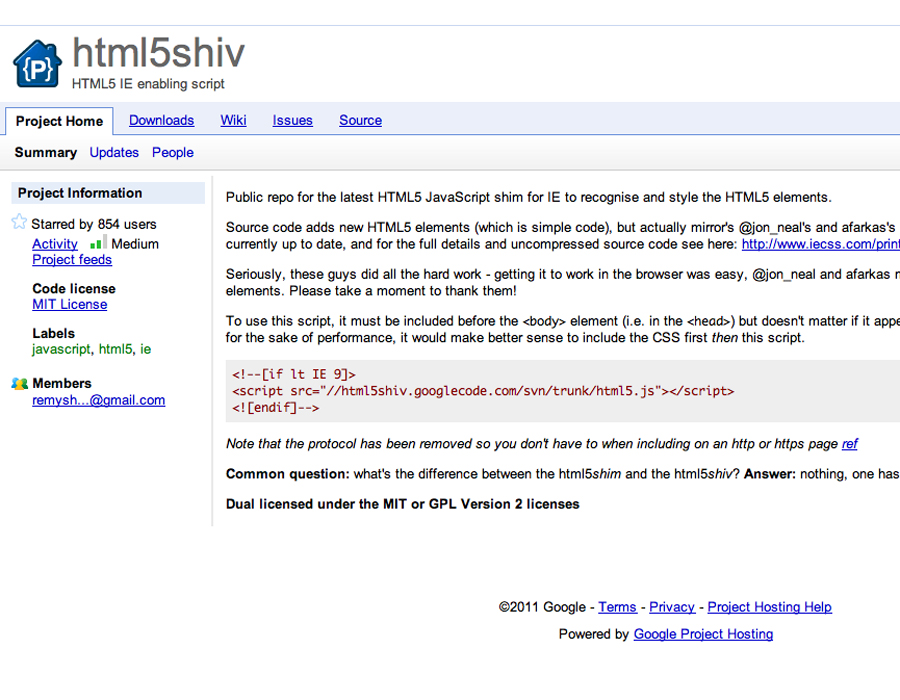 {P}
html5shiv
HTML5 IE enabling script
Project Home Downloads Wiki Issues Source
Summary Updates People
Project Information
Starred by 854 users
Activity Medium
Project feeds
Code license
MIT License
Labels
javascript, html5, ie
Members
remysh...@gmail.com
Public repo for the latest HTML5 JavaScript shim for IE to recognise and style the HTML5 elements.
Source code adds new HTML5 elements (which is simple code), but actually mirror's @jon_neal's and afarkas's
currently up to date, and for the full details and uncompressed source code see here: http://www.iecss.com/print
Seriously, these guys did all the hard work - getting it to work in the browser was easy, @jon_neal and afarkas
elements. Please take a moment to thank them!
To use this script, it must be included before the <body> element (i.e. in the <head>) but doesn't matter if it appe
for the sake of performance, it would make better sense to include the CSS first then this script.
<!--[if lt IE 9]>
<script src="//html5shiv.googlecode.com/svn/trunk/html5.js"></script>
<![endif]-->
Note that the protocol has been removed so you don't have to when including on an http or https page ref
Common question: what's the difference between the html5shim and the html5shiv? Answer: nothing, one has
Dual licensed under the MIT or GPL Version 2 licenses
©2011 Google - Terms - Privacy - Project Hosting Help
Powered by Google Project Hosting